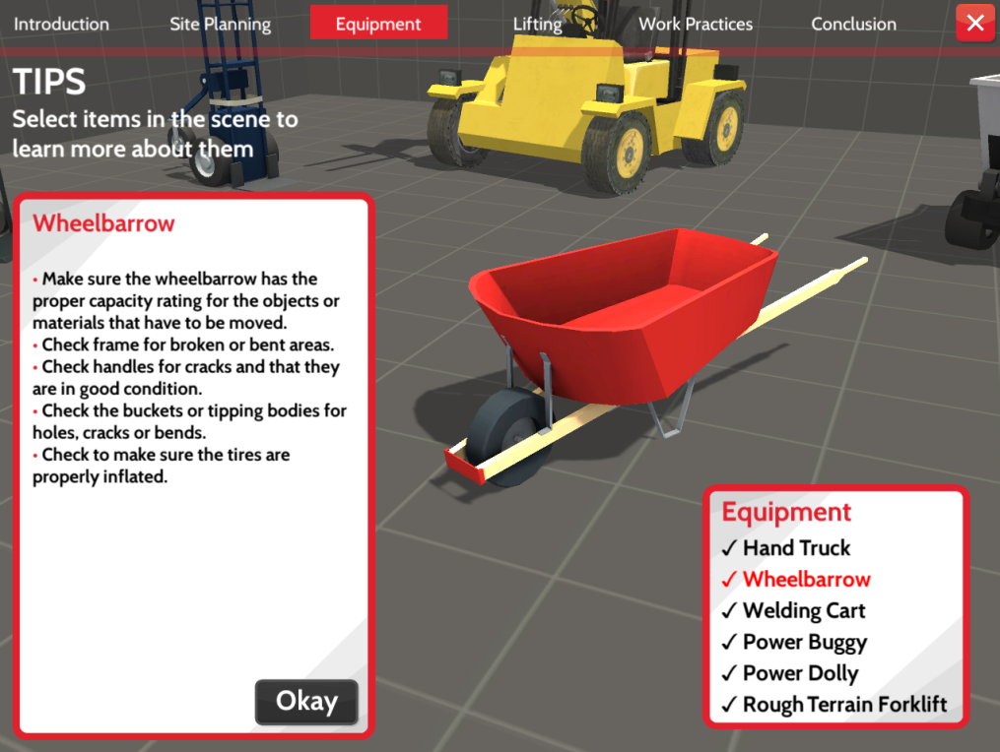 Introduction
Site Planning
Equipment
Lifting
Work Practices
Conclusion
TIPS
Select items in the scene to
learn more about them
Wheelbarrow
• Make sure the wheelbarrow has the
proper capacity rating for the objects or
materials that have to be moved.
• Check frame for broken or bent areas.
• Check handles for cracks and that they
are in good condition.
• Check the buckets or tipping bodies for
holes, cracks or bends.
• Check to make sure the tires are
properly inflated.
Okay
Equipment
✓ Hand Truck
✓ Wheelbarrow
✓ Welding Cart
✓ Power Buggy
✓ Power Dolly
✓ Rough Terrain Forklift